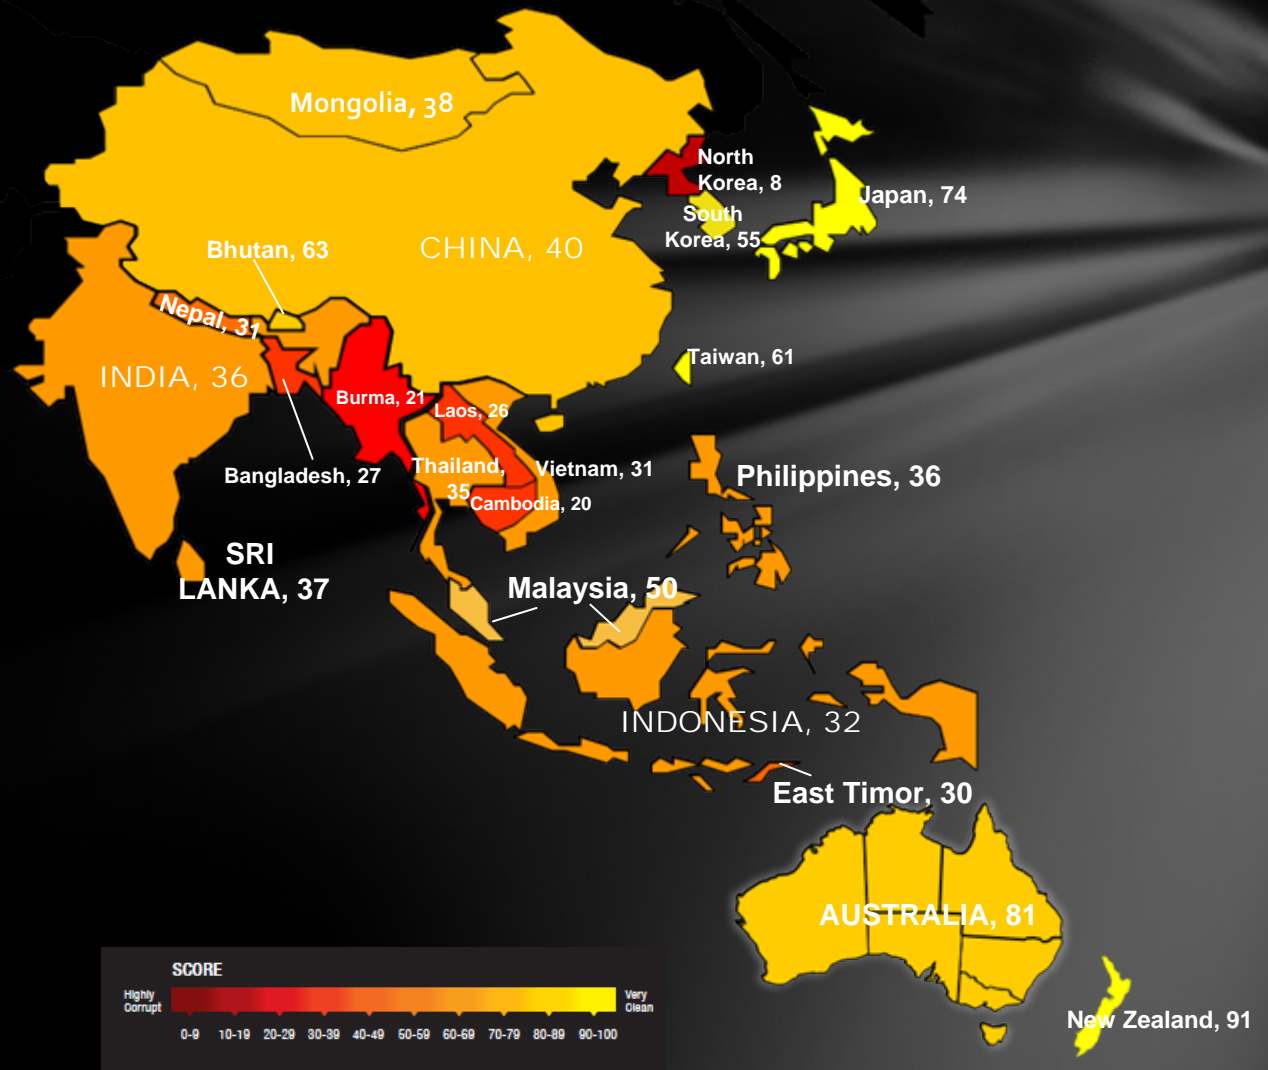 Mongolia, 38
North
Korea, 8
Japan, 74
South
Korea, 55
Bhutan, 63
CHINA, 40
Nepal, 31
Taiwan, 61
INDIA, 36
Burma, 21
Laos, 26
Bangladesh, 27
Thailand,
35
Vietnam, 31
Philippines, 36
Cambodia, 20
SRI
LANKA, 37
Malaysia, 50
INDONESIA, 32
East Timor, 30
AUSTRALIA, 81
New Zealand, 91
SCORE
Highly
Corrupt
Very
Clean
0-9 10-19 20-29 30-39 40-49 50-59 60-69 70-79 80-89 90-100